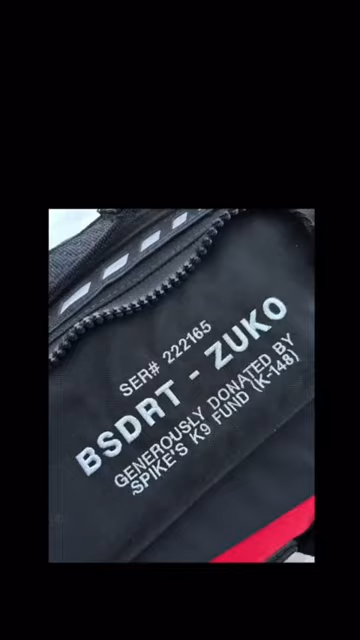 SER# 222165
BSDRT - ZUKO
GENEROUSLY DONATED BY
SPIKE'S K9 FUND (K-148)